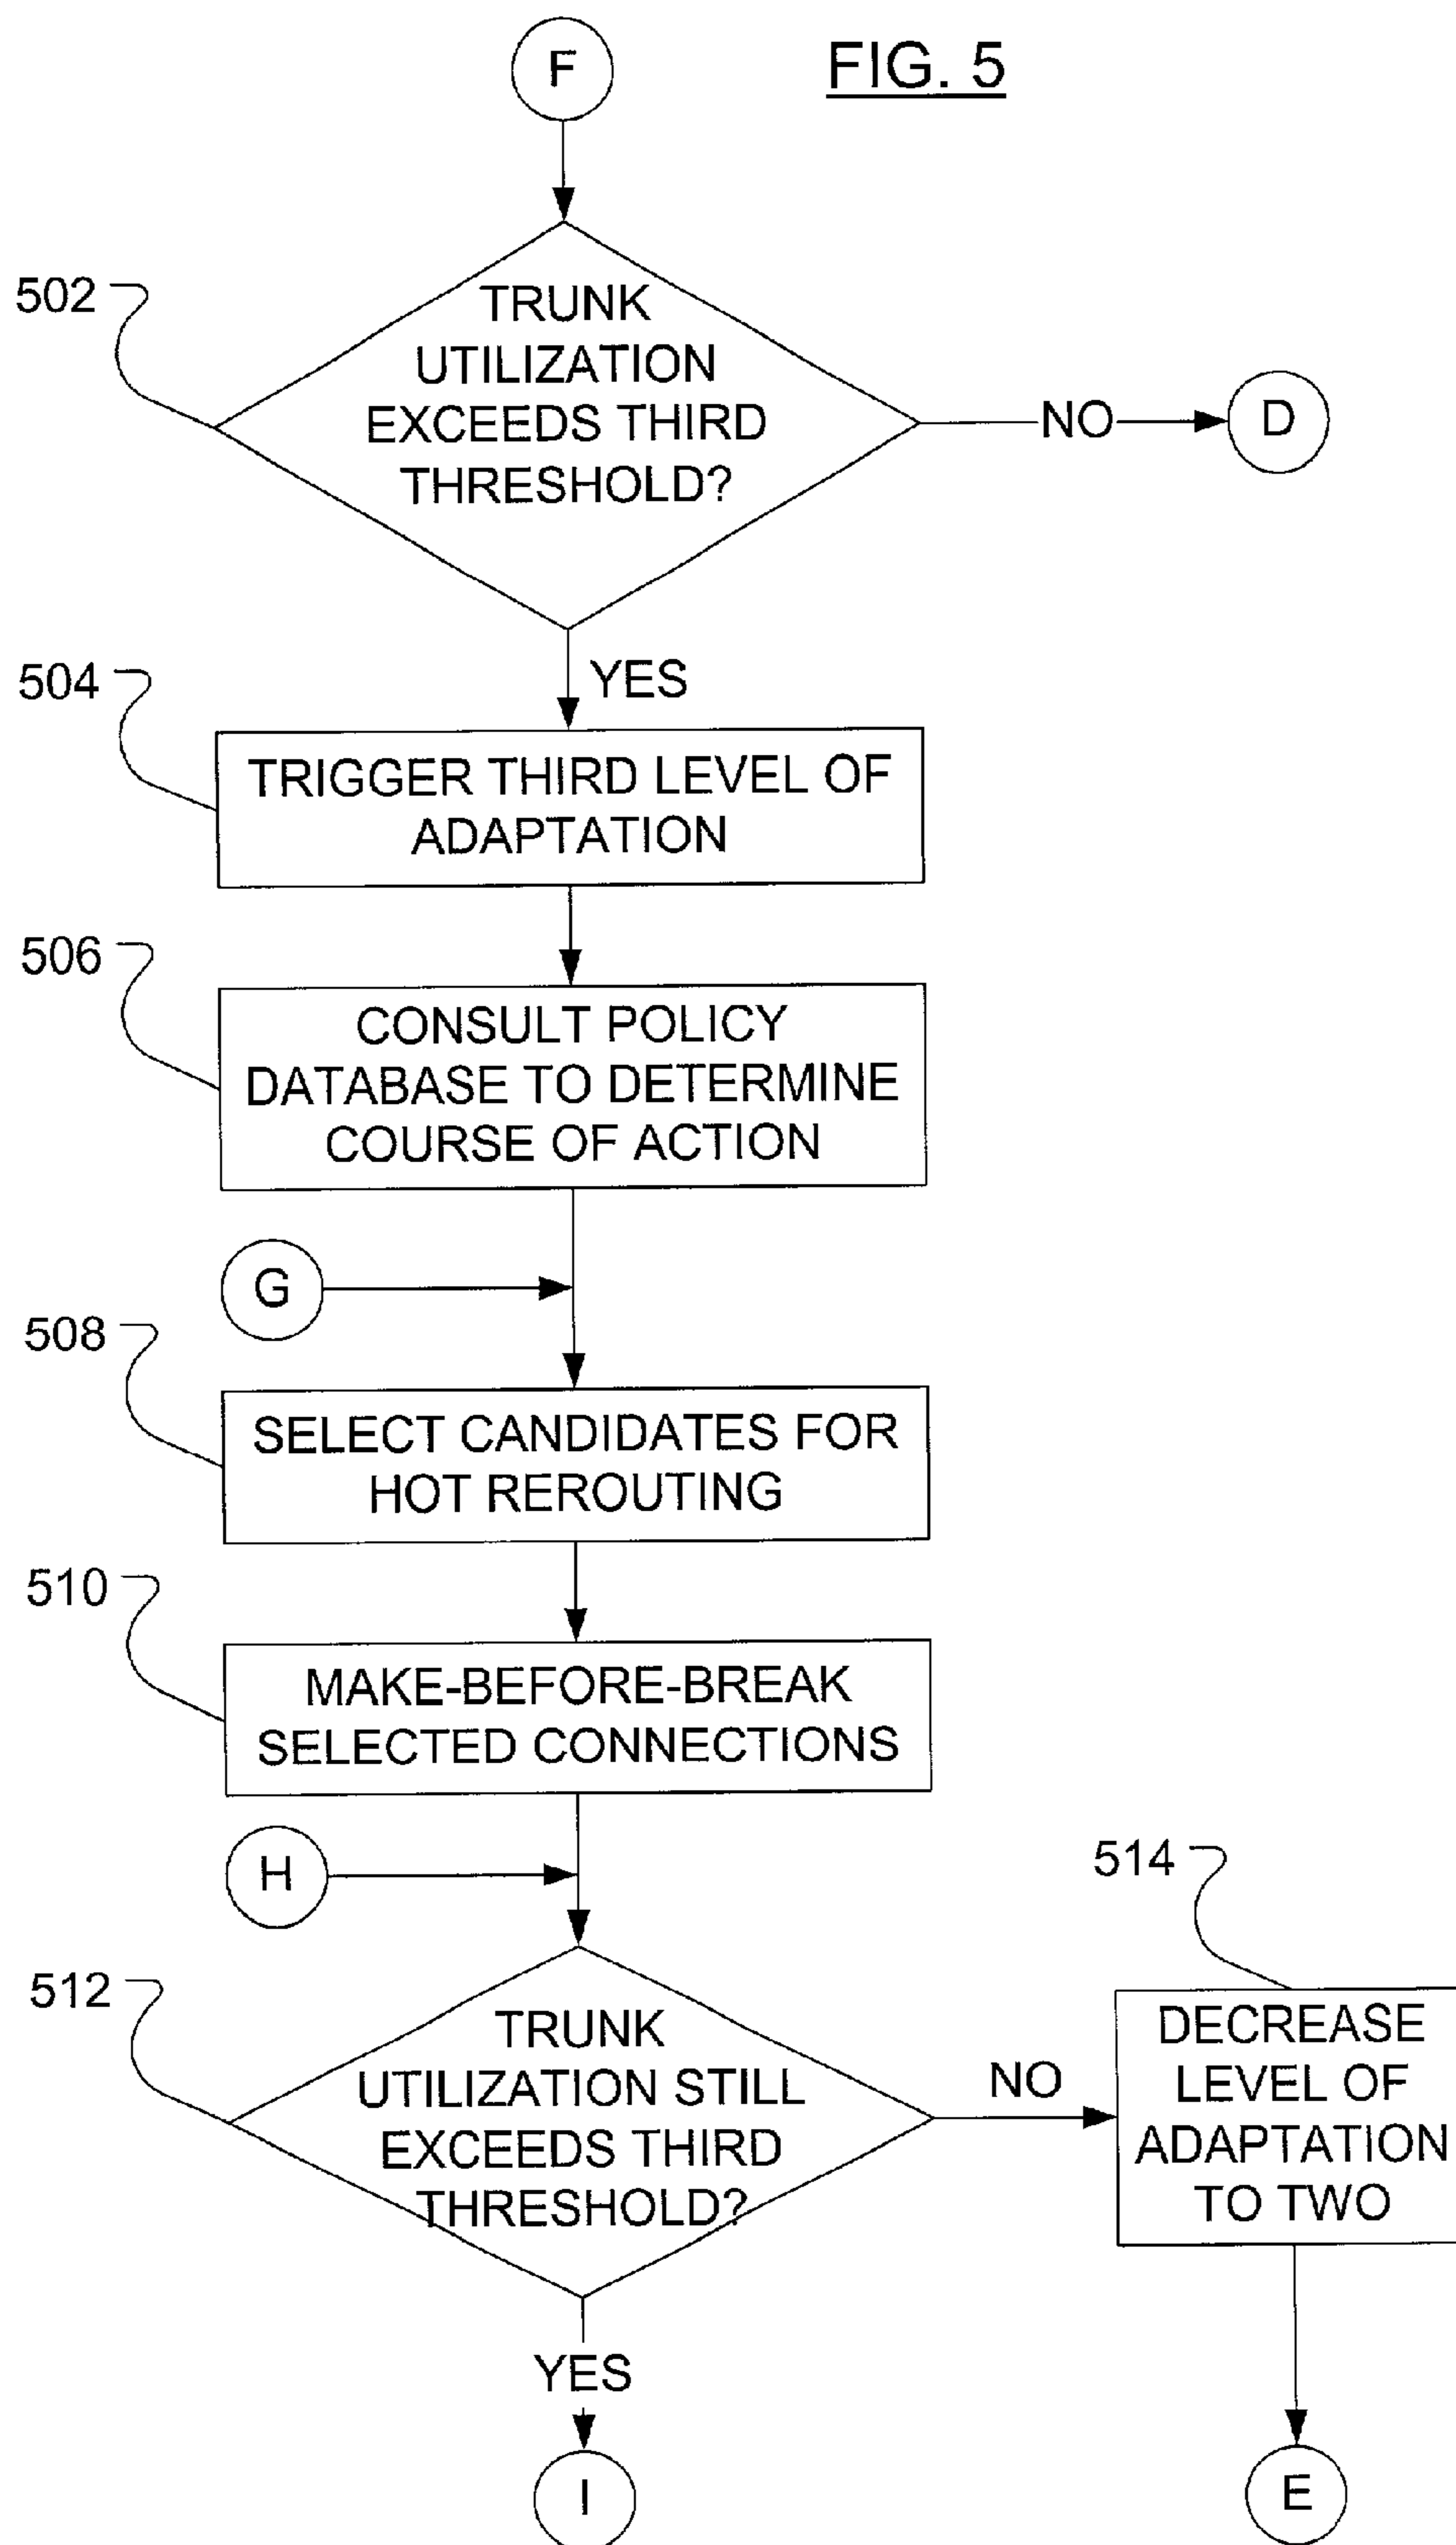 F
FIG. 5
502
TRUNK
UTILIZATION
EXCEEDS THIRD
THRESHOLD?
NO
D
YES
504
TRIGGER THIRD LEVEL OF
ADAPTATION
506
CONSULT POLICY
DATABASE TO DETERMINE
COURSE OF ACTION
G
508
SELECT CANDIDATES FOR
HOT REROUTING
510
MAKE-BEFORE-BREAK
SELECTED CONNECTIONS
H
512
TRUNK
UTILIZATION STILL
EXCEEDS THIRD
THRESHOLD?
NO
514
DECREASE
LEVEL OF
ADAPTATION
TO TWO
YES
I
E